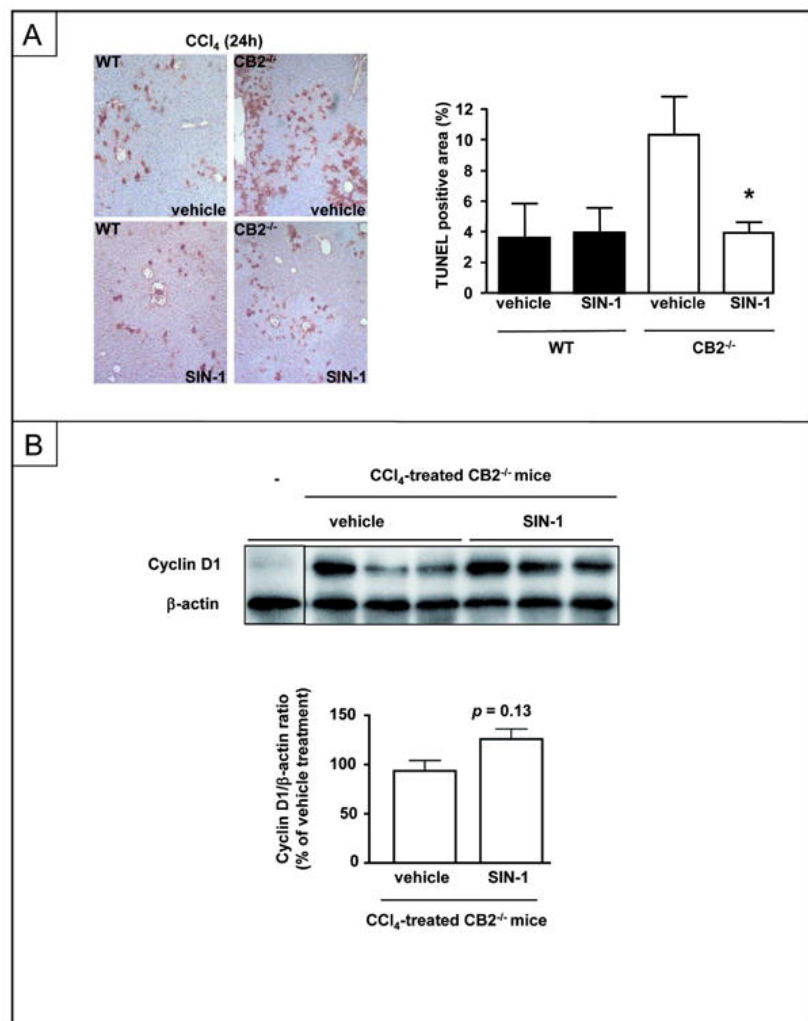 A
CCl₄ (24h)
WT
CB2⁻/⁻
vehicle
vehicle
WT
CB2⁻/⁻
SIN-1
SIN-1
TUNEL positive area (%)
12
10
8
6
4
2
0
*
vehicle
SIN-1
vehicle
SIN-1
WT
CB2⁻/⁻
B
-
CCl₄-treated CB2⁻/⁻ mice
vehicle
SIN-1
Cyclin D1
β-actin
Cyclin D1/β-actin ratio
(% of vehicle treatment)
150
100
50
0
p = 0.13
vehicle
SIN-1
CCl₄-treated CB2⁻/⁻ mice